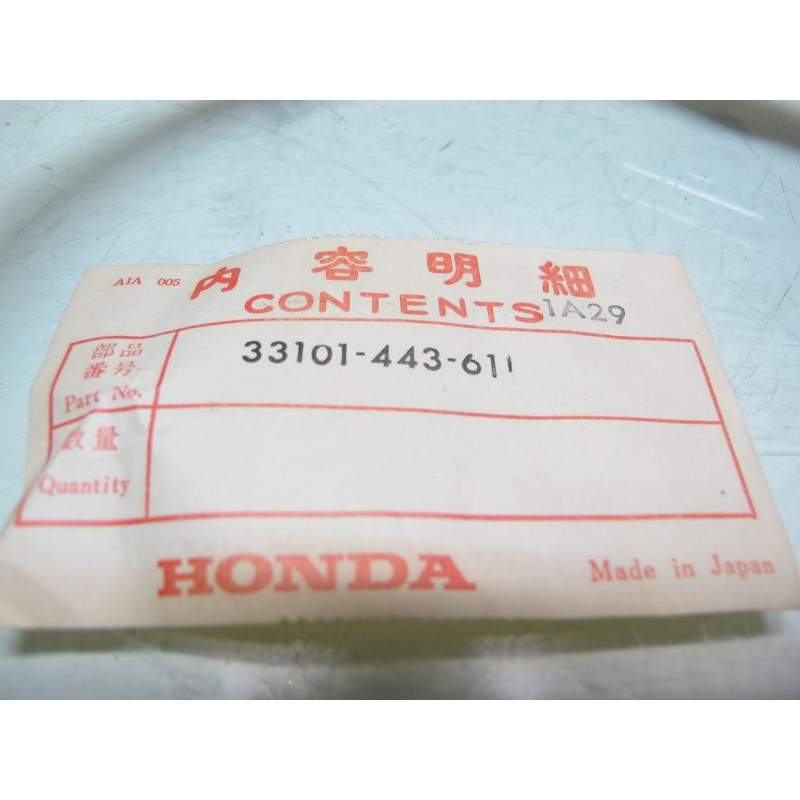 AIA 005
内容明細
CONTENTS 1A29
部品
番号
Part No.
33101-443-611
数量
Quantity
HONDA
Made in Japan